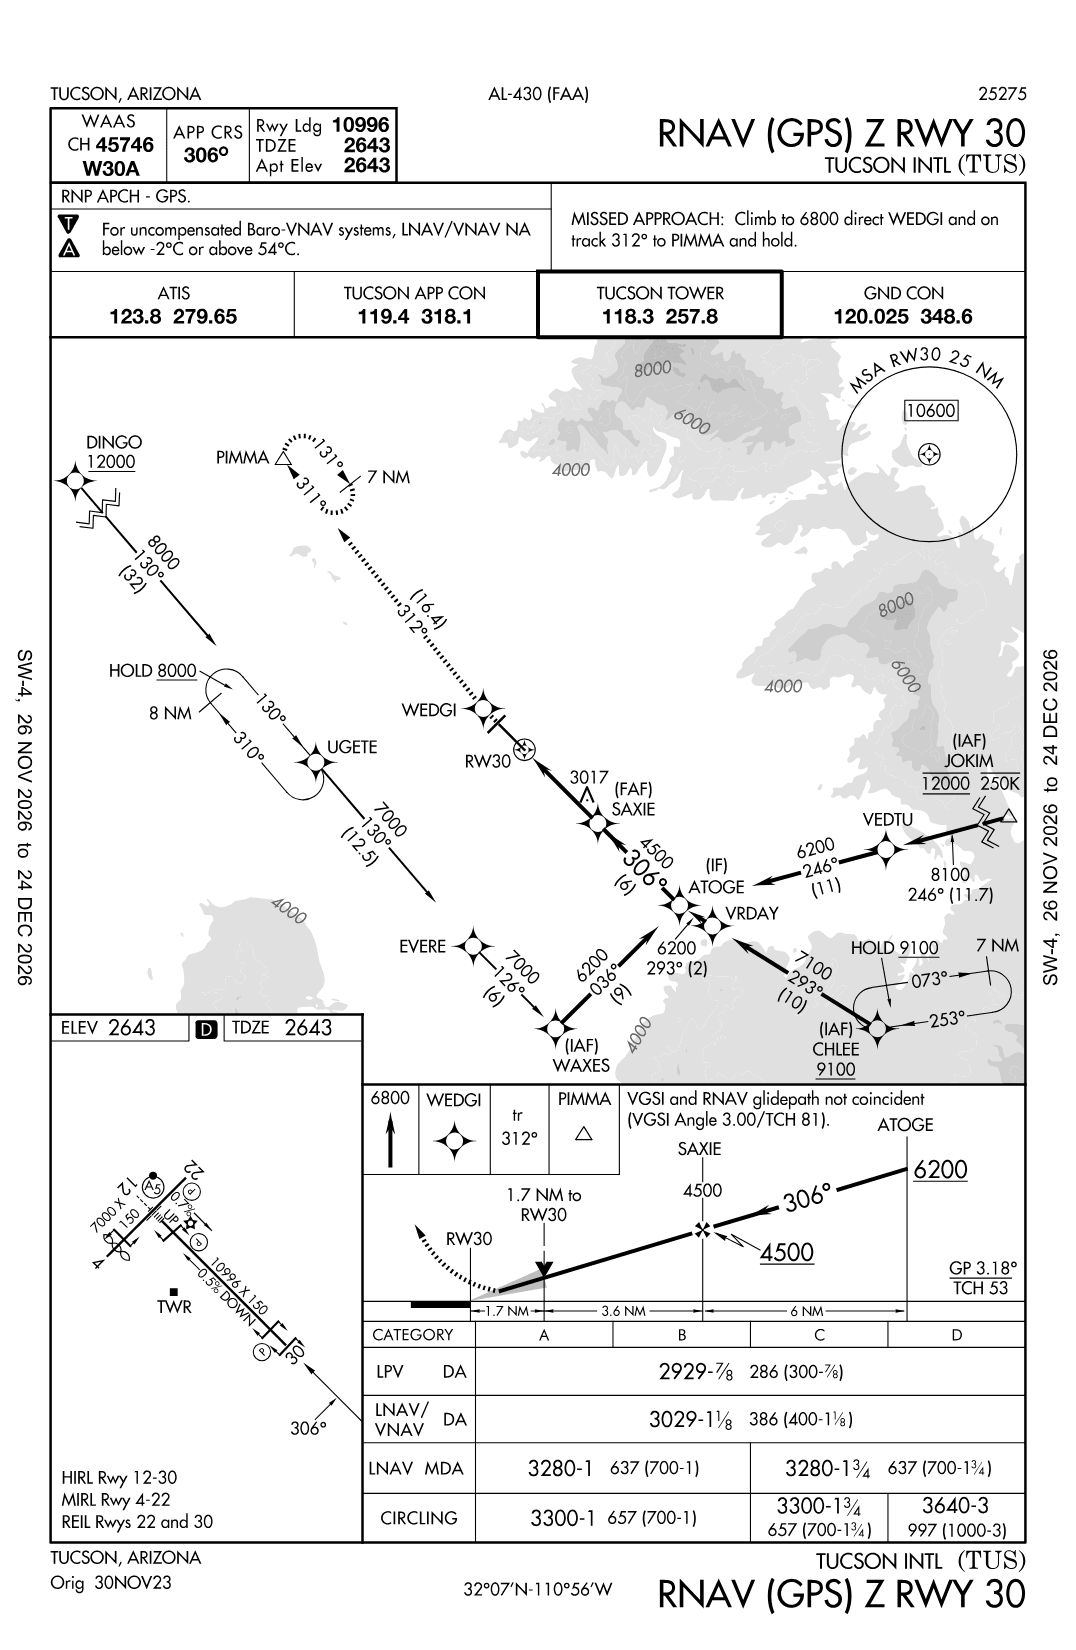 TUCSON, ARIZONA
AL-430 (FAA)
25275
WAAS
CH 45746
W30A
APP CRS
306°
Rwy Ldg 10996
TDZE 2643
Apt Elev 2643
RNAV (GPS) Z RWY 30
TUCSON INTL (TUS)
RNP APCH - GPS.
T
A
For uncompensated Baro-VNAV systems, LNAV/VNAV NA
below -2°C or above 54°C.
MISSED APPROACH: Climb to 6800 direct WEDGI and on
track 312° to PIMMA and hold.
ATIS
123.8 279.65
TUCSON APP CON
119.4 318.1
TUCSON TOWER
118.3 257.8
GND CON
120.025 348.6
MSA RW30 25 NM
10600
8000
6000
4000
DINGO
12000
PIMMA
131°
311°
7 NM
8000
130°
(32)
(16.4)
312°
8000
6000
4000
HOLD 8000
8 NM
130°
310°
UGETE
WEDGI
RW30
3017
(FAF)
SAXIE
(IAF)
JOKIM
12000 250K
VEDTU
7000
130°
(12.5)
4500
306°
(6)
(IF)
ATOGE
VRDAY
6200
246°
(11)
8100
246° (11.7)
4000
EVERE
7000
126°
(6)
6200
036°
(9)
6200
293° (2)
7100
293°
(10)
HOLD 9100
7 NM
073°
253°
(IAF)
CHLEE
9100
(IAF)
WAXES
4000
SW-4, 26 NOV 2026 to 24 DEC 2026
SW-4, 26 NOV 2026 to 24 DEC 2026
ELEV 2643
D
TDZE 2643
12
22
A5
P
7000 X 150
0.7%
UP
P
4
10996 X 150
0.5% DOWN
TWR
P
30
306°
HIRL Rwy 12-30
MIRL Rwy 4-22
REIL Rwys 22 and 30
6800
WEDGI
tr
312°
PIMMA
VGSI and RNAV glidepath not coincident
(VGSI Angle 3.00/TCH 81).
ATOGE
SAXIE
6200
4500
306°
1.7 NM to
RW30
RW30
4500
GP 3.18°
TCH 53
1.7 NM
3.6 NM
6 NM
CATEGORY A B C D
LPV DA 2929-⅞ 286 (300-⅞)
LNAV/
VNAV DA 3029-1⅛ 386 (400-1⅛)
LNAV MDA 3280-1 637 (700-1) 3280-1¾ 637 (700-1¾)
CIRCLING 3300-1 657 (700-1) 3300-1¾
657 (700-1¾) 3640-3
997 (1000-3)
TUCSON, ARIZONA
Orig 30NOV23
32°07'N-110°56'W
TUCSON INTL (TUS)
RNAV (GPS) Z RWY 30